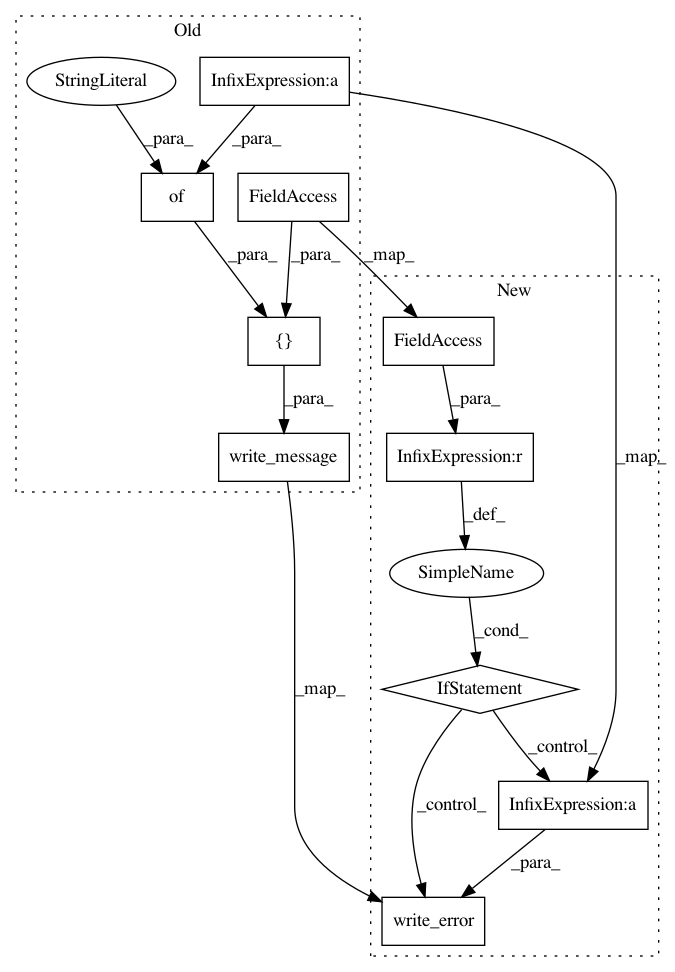 Old
StringLiteral
InfixExpression:a
_para_
_para_
of
FieldAccess
_para_
_para_
_map_
New
{}
FieldAccess
_para_
_para_
write_message
InfixExpression:r
_map_
_def_
SimpleName
_cond_
_map_
IfStatement
_control_
_control_
InfixExpression:a
_para_
write_error